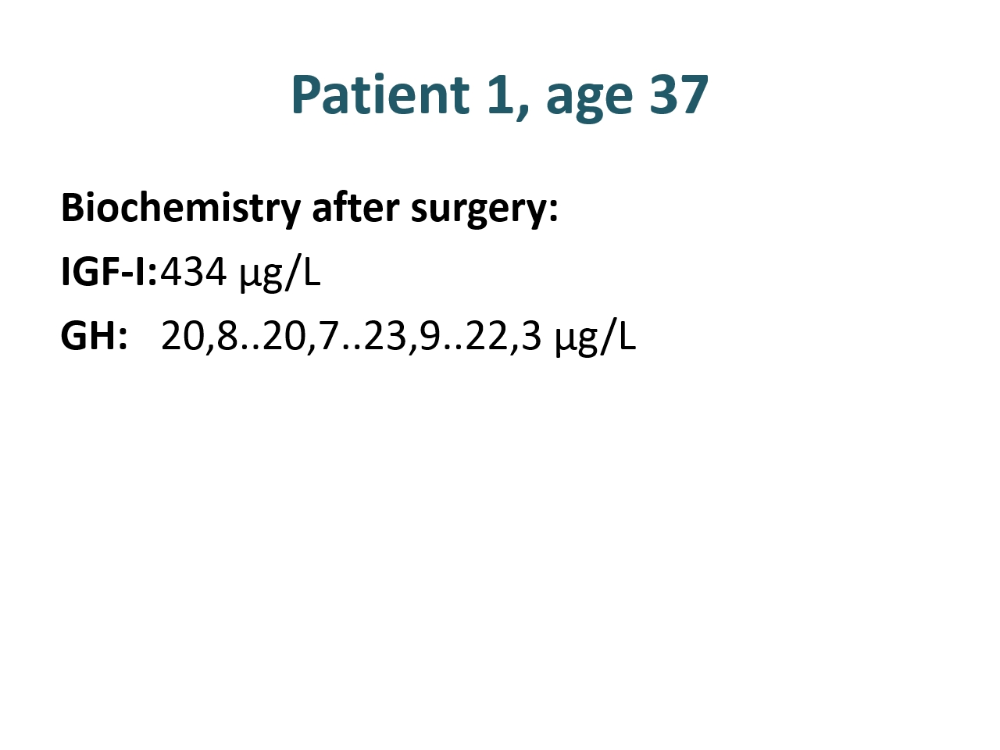 Patient 1, age 37
Biochemistry after surgery:
IGF-I: 434 µg/L
GH: 20,8..20,7..23,9..22,3 µg/L